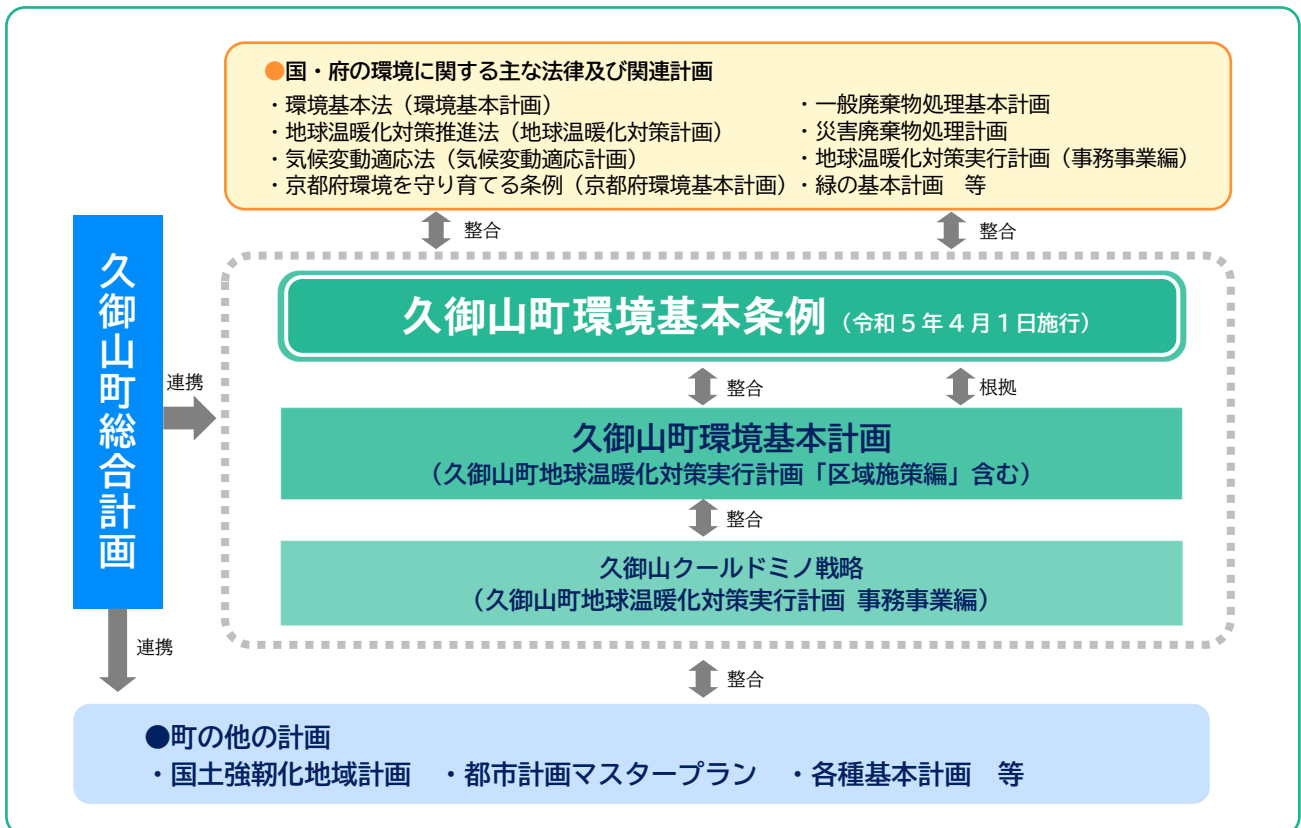 ●国・府の環境に関する主な法律及び関連計画
・環境基本法（環境基本計画）
・地球温暖化対策推進法（地球温暖化対策計画）
・気候変動適応法（気候変動適応計画）
・京都府環境を守り育てる条例（京都府環境基本計画）
・一般廃棄物処理基本計画
・災害廃棄物処理計画
・地球温暖化対策実行計画（事務事業編）
・緑の基本計画　等
整合
整合
久御山町総合計画
連携
久御山町環境基本条例（令和５年４月１日施行）
整合
根拠
久御山町環境基本計画
（久御山町地球温暖化対策実行計画「区域施策編」含む）
整合
久御山クールドミノ戦略
（久御山町地球温暖化対策実行計画 事務事業編）
連携
整合
●町の他の計画
・国土強靭化地域計画　・都市計画マスタープラン　・各種基本計画　等